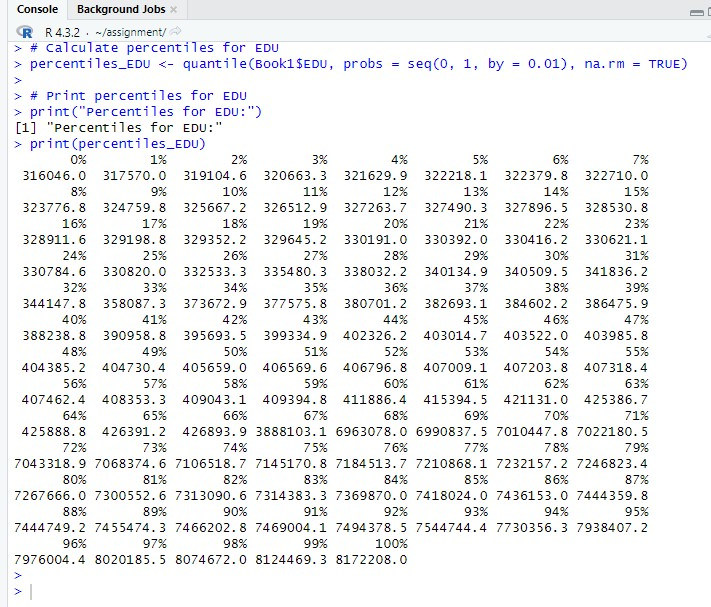 Console Background Jobs ×
R 4.3.2 · ~/assignment/
> # Calculate percentiles for EDU
> percentiles_EDU <- quantile(Book1$EDU, probs = seq(0, 1, by = 0.01), na.rm = TRUE)
>
> # Print percentiles for EDU
> print("Percentiles for EDU:")
[1] "Percentiles for EDU:"
> print(percentiles_EDU)
0% 1% 2% 3% 4% 5% 6% 7%
316046.0 317570.0 319104.6 320663.3 321629.9 322218.1 322379.8 322710.0
8% 9% 10% 11% 12% 13% 14% 15%
323776.8 324759.8 325667.2 326512.9 327263.7 327490.3 327896.5 328530.8
16% 17% 18% 19% 20% 21% 22% 23%
328911.6 329198.8 329352.2 329645.2 330191.0 330392.0 330416.2 330621.1
24% 25% 26% 27% 28% 29% 30% 31%
330784.6 330820.0 332533.3 335480.3 338032.2 340134.9 340509.5 341836.2
32% 33% 34% 35% 36% 37% 38% 39%
344147.8 358087.3 373672.9 377575.8 380701.2 382693.1 384602.2 386475.9
40% 41% 42% 43% 44% 45% 46% 47%
388238.8 390958.8 395693.5 399334.9 402326.2 403014.7 403522.0 403985.8
48% 49% 50% 51% 52% 53% 54% 55%
404385.2 404730.4 405659.0 406569.6 406796.8 407009.1 407203.8 407318.4
56% 57% 58% 59% 60% 61% 62% 63%
407462.4 408353.3 409043.1 409394.8 411886.4 415394.5 421131.0 425386.7
64% 65% 66% 67% 68% 69% 70% 71%
425888.8 426391.2 426893.9 3888103.1 6963078.0 6990837.5 7010447.8 7022180.5
72% 73% 74% 75% 76% 77% 78% 79%
7043318.9 7068374.6 7106518.7 7145170.8 7184513.7 7210868.1 7232157.2 7246823.4
80% 81% 82% 83% 84% 85% 86% 87%
7267666.0 7300552.6 7313090.6 7314383.3 7369870.0 7418024.0 7436153.0 7444359.8
88% 89% 90% 91% 92% 93% 94% 95%
7444749.2 7455474.3 7466202.8 7469004.1 7494378.5 7544744.4 7730356.3 7938407.2
96% 97% 98% 99% 100%
7976004.4 8020185.5 8074672.0 8124469.3 8172208.0
>
>